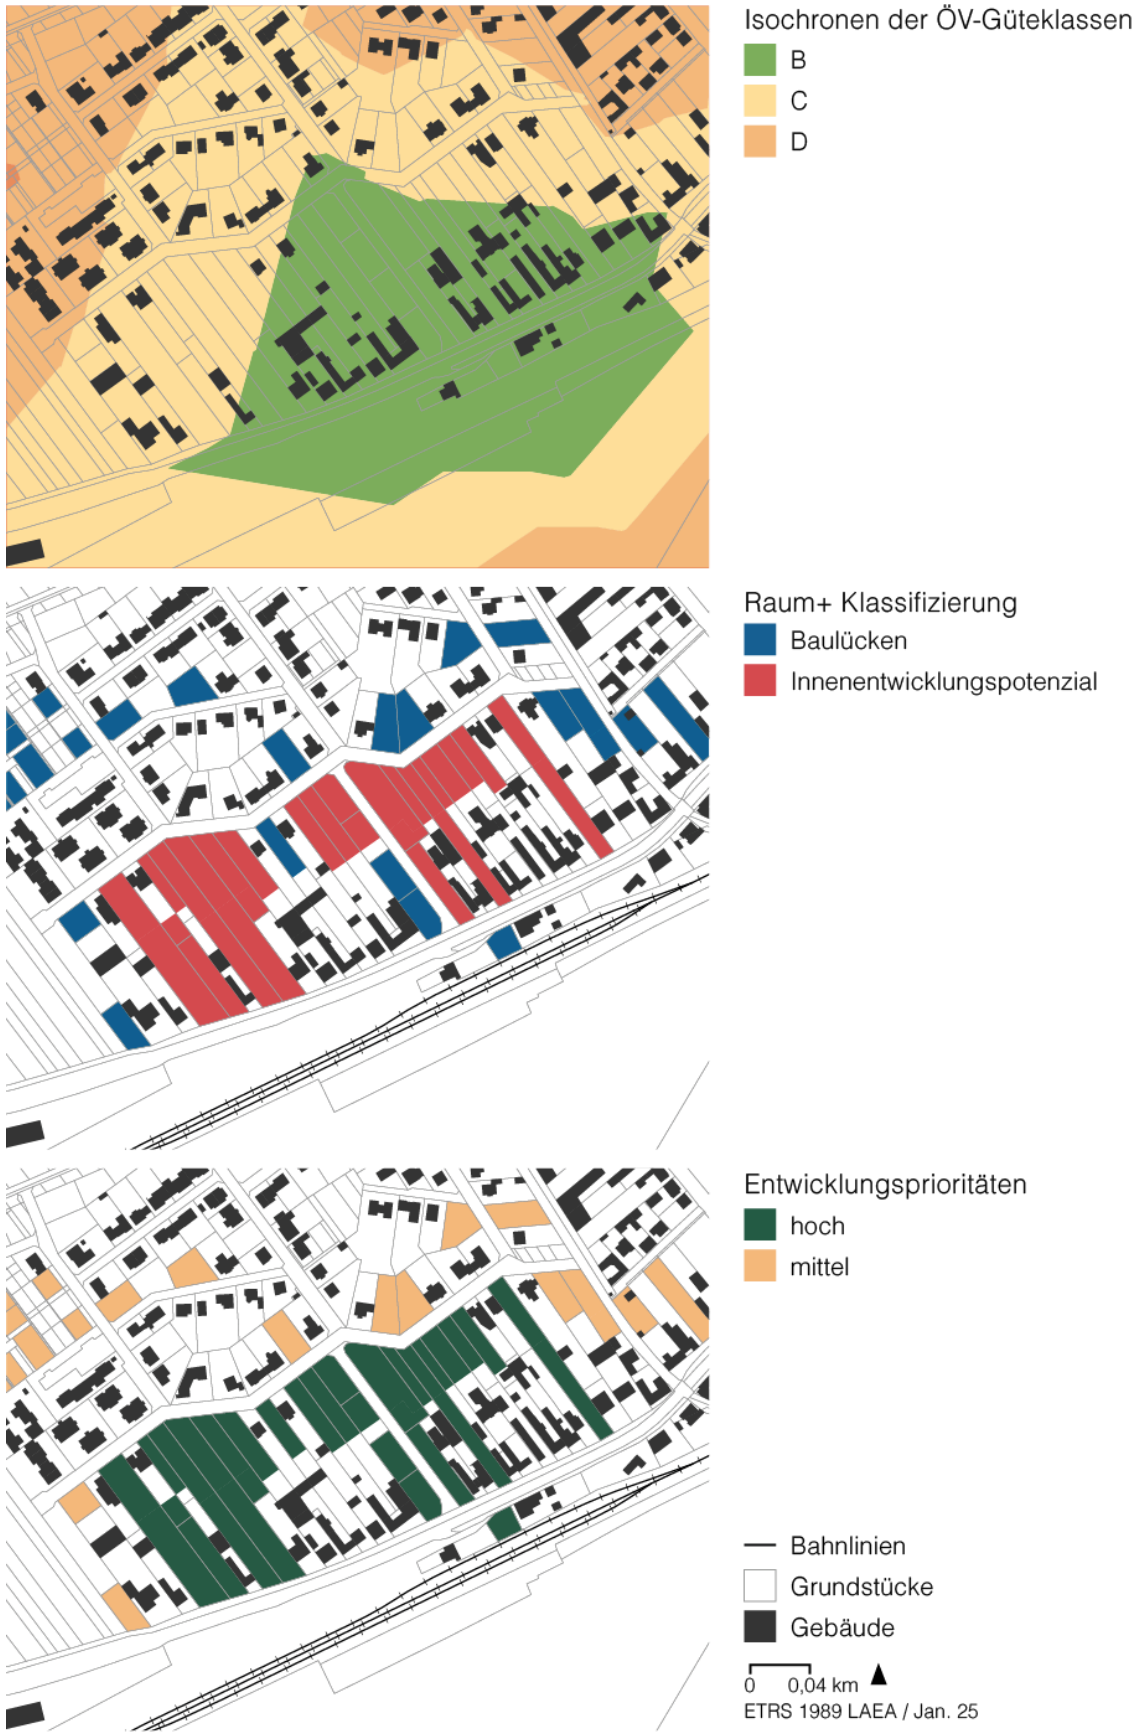 Isochronen der ÖV-Güteklassen
B
C
D
Raum+ Klassifizierung
Baulücken
Innenentwicklungspotenzial
Entwicklungsprioritäten
hoch
mittel
Bahnlinien
Grundstücke
Gebäude
0 0,04 km
ETRS 1989 LAEA / Jan. 25